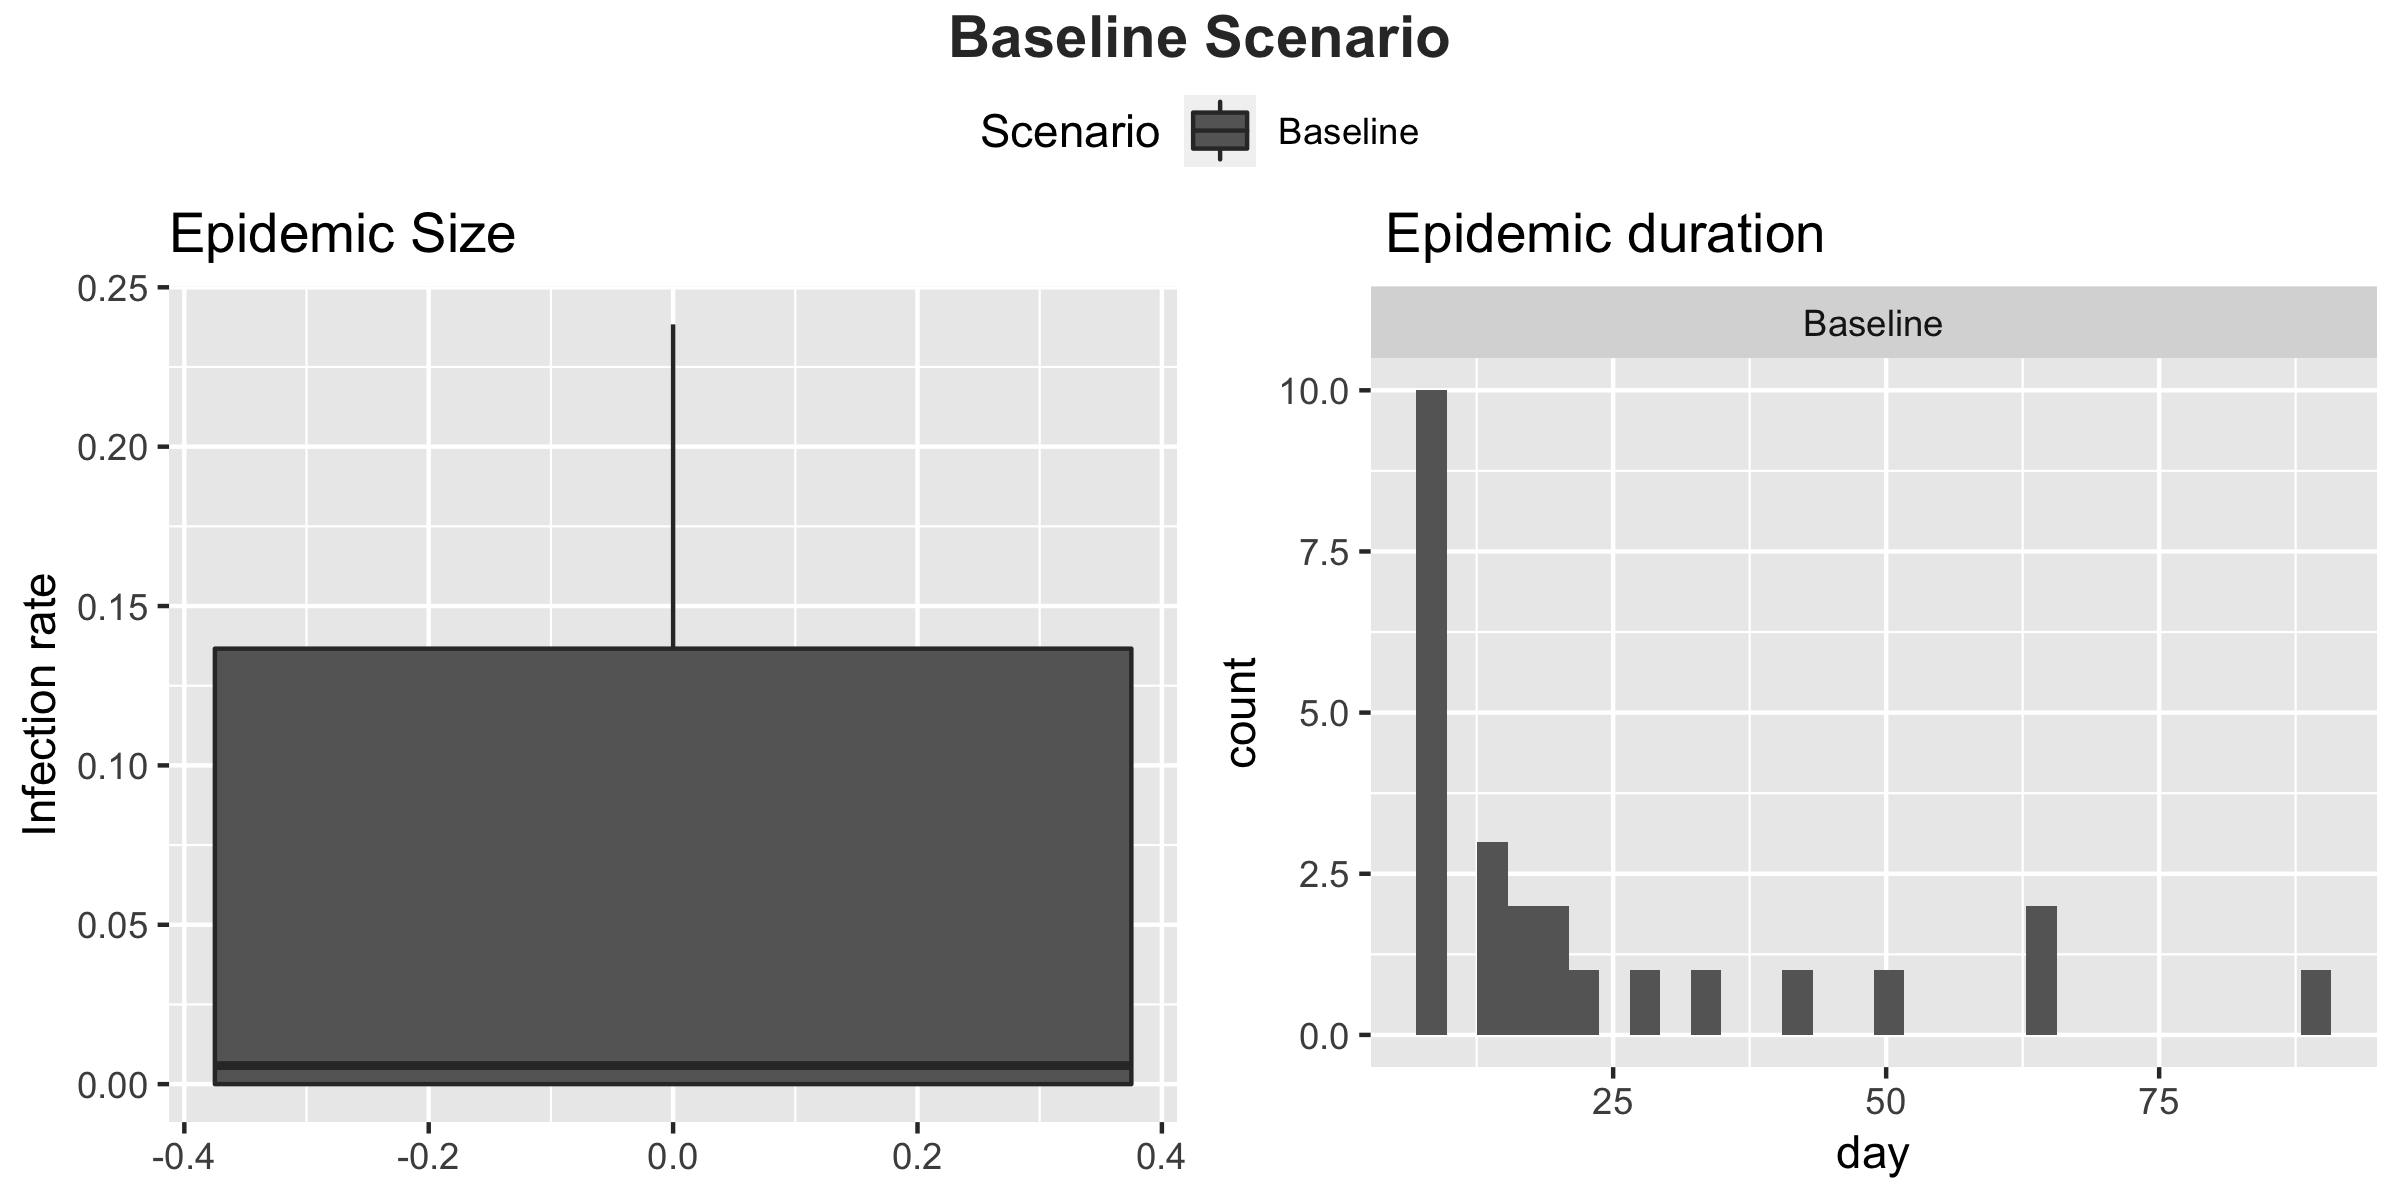 Baseline Scenario
Scenario Baseline
Epidemic Size
Infection rate
0.25
0.20
0.15
0.10
0.05
0.00
-0.4 -0.2 0.0 0.2 0.4
Epidemic duration
Baseline
count
10.0
7.5
5.0
2.5
0.0
25 50 75
day